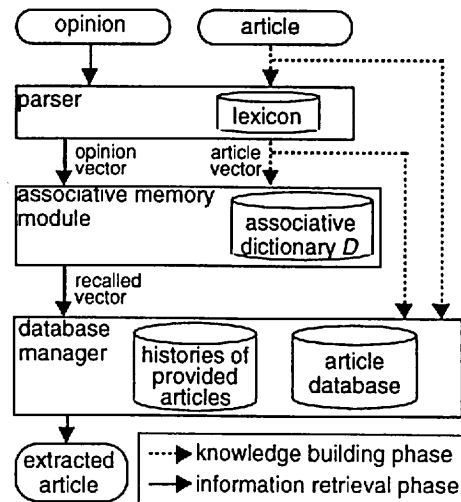 opinion
article
parser
lexicon
opinion vector
article vector
associative memory module
associative dictionary D
recalled vector
database manager
histories of provided articles
article database
extracted article
knowledge building phase
information retrieval phase